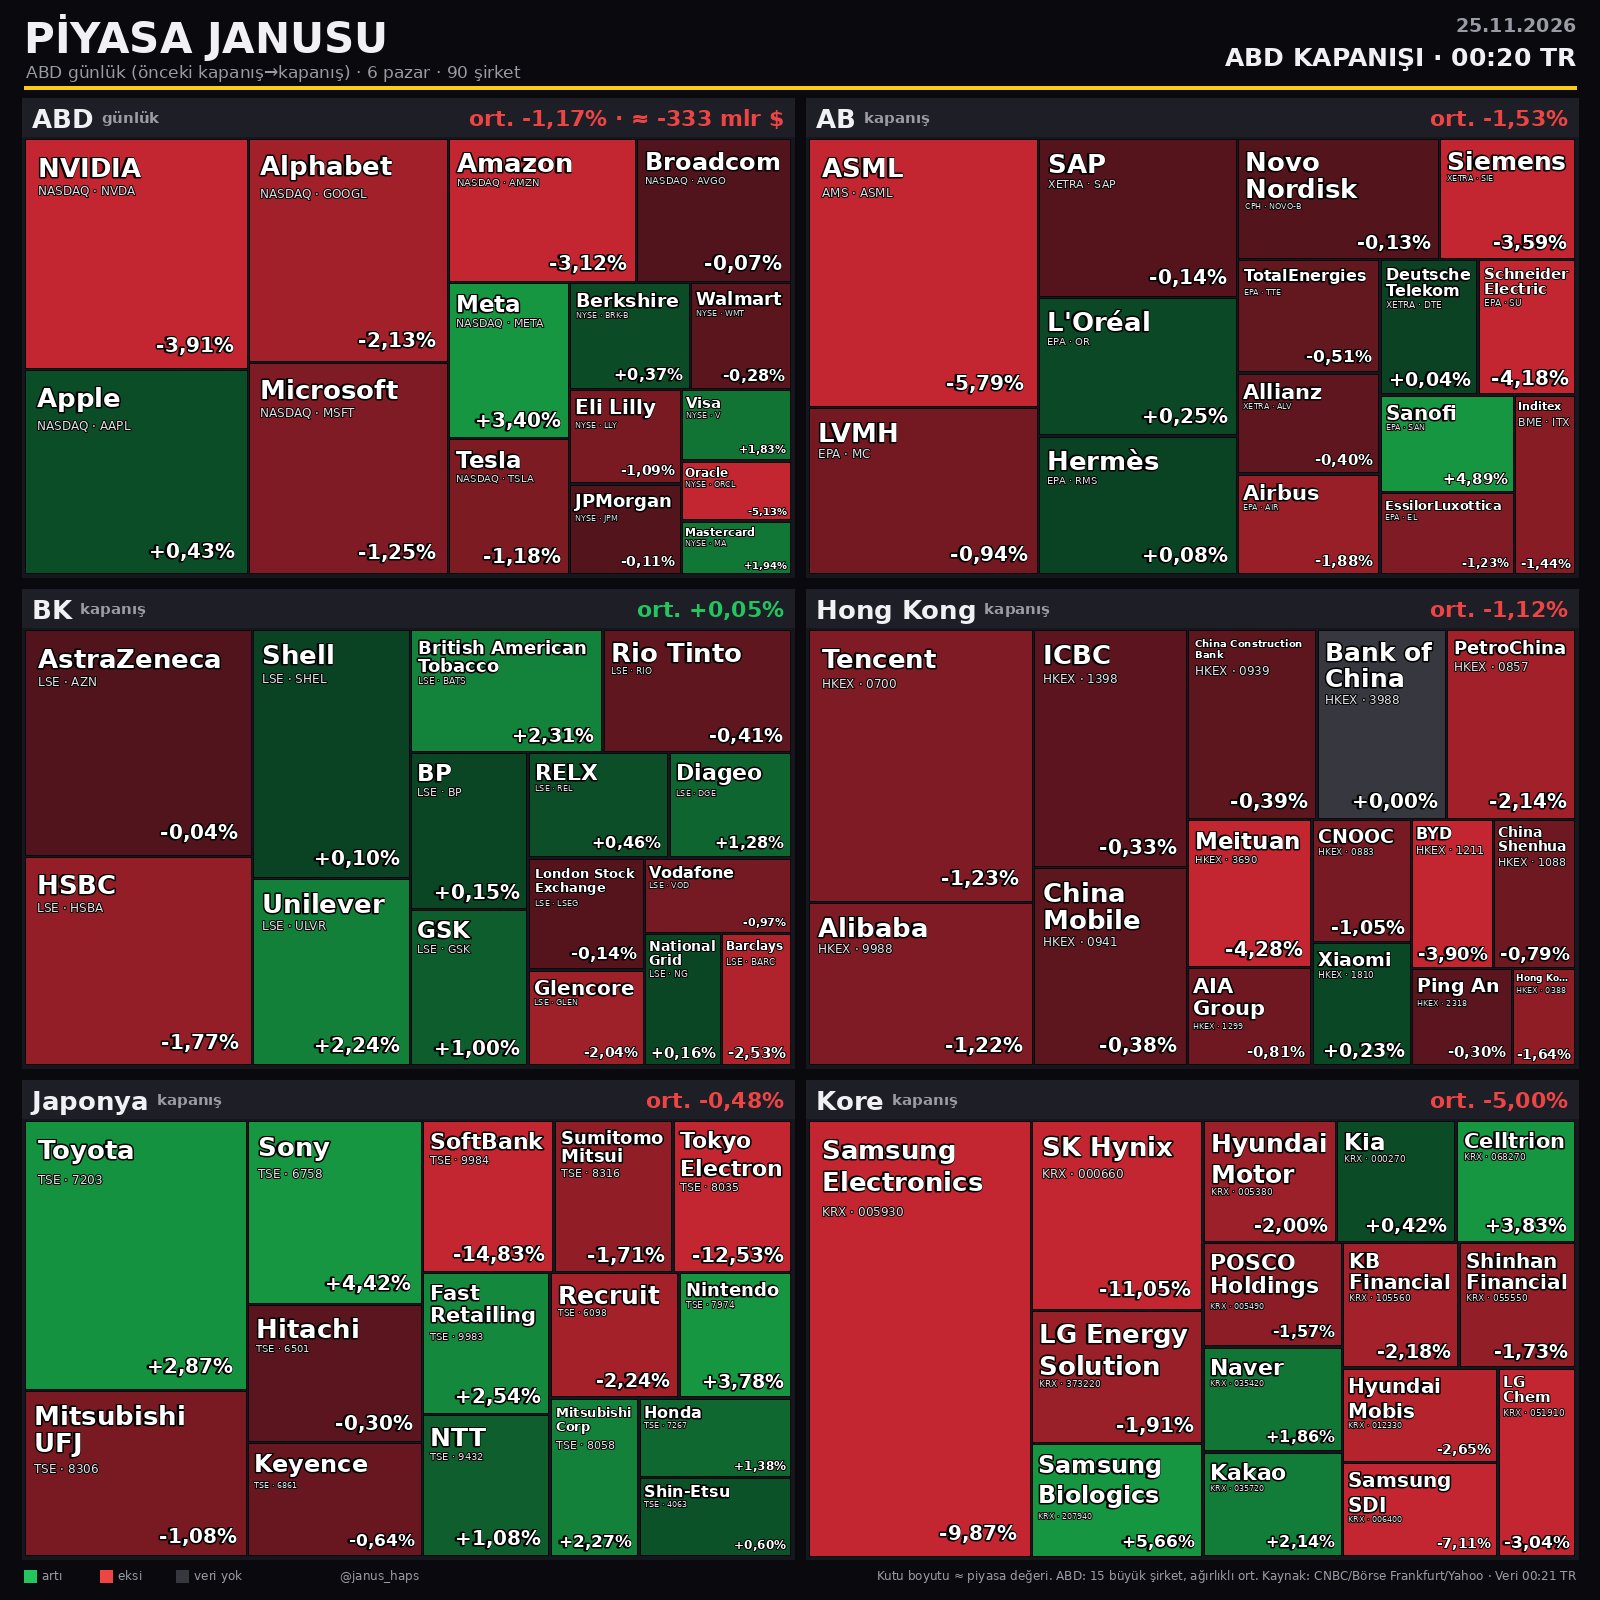 PİYASA JANUSU
25.11.2026
ABD günlük (önceki kapanış→kapanış) · 6 pazar · 90 şirket
ABD KAPANIŞI · 00:20 TR
ABD günlük
ort. -1,17% · ≈ -333 mlr $
NVIDIA
NASDAQ · NVDA
-3,91%
Alphabet
NASDAQ · GOOGL
-2,13%
Amazon
NASDAQ · AMZN
-3,12%
Broadcom
NASDAQ · AVGO
-0,07%
Apple
NASDAQ · AAPL
+0,43%
Microsoft
NASDAQ · MSFT
-1,25%
Meta
NASDAQ · META
+3,40%
Tesla
NASDAQ · TSLA
-1,18%
Berkshire
NYSE · BRK-B
+0,37%
Walmart
NYSE · WMT
-0,28%
Eli Lilly
NYSE · LLY
-1,09%
JPMorgan
NYSE · JPM
-0,11%
Visa
NYSE · V
+1,83%
Oracle
NYSE · ORCL
-5,13%
Mastercard
NYSE · MA
+1,94%
AB kapanış
ort. -1,53%
ASML
AMS · ASML
-5,79%
LVMH
EPA · MC
-0,94%
SAP
XETRA · SAP
-0,14%
L'Oréal
EPA · OR
+0,25%
Hermès
EPA · RMS
+0,08%
Novo
Nordisk
CPH · NOVO-B
-0,13%
Siemens
XETRA · SIE
-3,59%
TotalEnergies
EPA · TTE
-0,51%
Allianz
XETRA · ALV
-0,40%
Airbus
EPA · AIR
-1,88%
Deutsche
Telekom
XETRA · DTE
+0,04%
Schneider
Electric
EPA · SU
-4,18%
Sanofi
EPA · SAN
+4,89%
EssilorLuxottica
EPA · EL
-1,23%
Inditex
BME · ITX
-1,44%
BK kapanış
ort. +0,05%
AstraZeneca
LSE · AZN
-0,04%
HSBC
LSE · HSBA
-1,77%
Shell
LSE · SHEL
+0,10%
Unilever
LSE · ULVR
+2,24%
British American
Tobacco
LSE · BATS
+2,31%
Rio Tinto
LSE · RIO
-0,41%
BP
LSE · BP
+0,15%
GSK
LSE · GSK
+1,00%
RELX
LSE · REL
+0,46%
Diageo
LSE · DGE
+1,28%
London Stock
Exchange
LSE · LSEG
-0,14%
Glencore
LSE · GLEN
-2,04%
Vodafone
LSE · VOD
-0,97%
National
Grid
LSE · NG
+0,16%
Barclays
LSE · BARC
-2,53%
Hong Kong kapanış
ort. -1,12%
Tencent
HKEX · 0700
-1,23%
Alibaba
HKEX · 9988
-1,22%
ICBC
HKEX · 1398
-0,33%
China
Mobile
HKEX · 0941
-0,38%
China Construction
Bank
HKEX · 0939
-0,39%
Bank of
China
HKEX · 3988
+0,00%
PetroChina
HKEX · 0857
-2,14%
Meituan
HKEX · 3690
-4,28%
AIA
Group
HKEX · 1299
-0,81%
CNOOC
HKEX · 0883
-1,05%
Xiaomi
HKEX · 1810
+0,23%
BYD
HKEX · 1211
-3,90%
China
Shenhua
HKEX · 1088
-0,79%
Ping An
HKEX · 2318
-0,30%
Hong Ko...
HKEX · 0388
-1,64%
Japonya kapanış
ort. -0,48%
Toyota
TSE · 7203
+2,87%
Mitsubishi
UFJ
TSE · 8306
-1,08%
Sony
TSE · 6758
+4,42%
Hitachi
TSE · 6501
-0,30%
Keyence
TSE · 6861
-0,64%
SoftBank
TSE · 9984
-14,83%
Sumitomo
Mitsui
TSE · 8316
-1,71%
Tokyo
Electron
TSE · 8035
-12,53%
Fast
Retailing
TSE · 9983
+2,54%
NTT
TSE · 9432
+1,08%
Recruit
TSE · 6098
-2,24%
Nintendo
TSE · 7974
+3,78%
Mitsubishi
Corp
TSE · 8058
+2,27%
Honda
TSE · 7267
+1,38%
Shin-Etsu
TSE · 4063
+0,60%
Kore kapanış
ort. -5,00%
Samsung
Electronics
KRX · 005930
-9,87%
SK Hynix
KRX · 000660
-11,05%
LG Energy
Solution
KRX · 373220
-1,91%
Samsung
Biologics
KRX · 207940
+5,66%
Hyundai
Motor
KRX · 005380
-2,00%
Kia
KRX · 000270
+0,42%
Celltrion
KRX · 068270
+3,83%
POSCO
Holdings
KRX · 005490
-1,57%
Naver
KRX · 035420
+1,86%
Kakao
KRX · 035720
+2,14%
KB
Financial
KRX · 105560
-2,18%
Shinhan
Financial
KRX · 055550
-1,73%
Hyundai
Mobis
KRX · 012330
-2,65%
Samsung
SDI
KRX · 006400
-7,11%
LG
Chem
KRX · 051910
-3,04%
artı
eksi
veri yok
@janus_haps
Kutu boyutu ≈ piyasa değeri. ABD: 15 büyük şirket, ağırlıklı ort. Kaynak: CNBC/Börse Frankfurt/Yahoo · Veri 00:21 TR